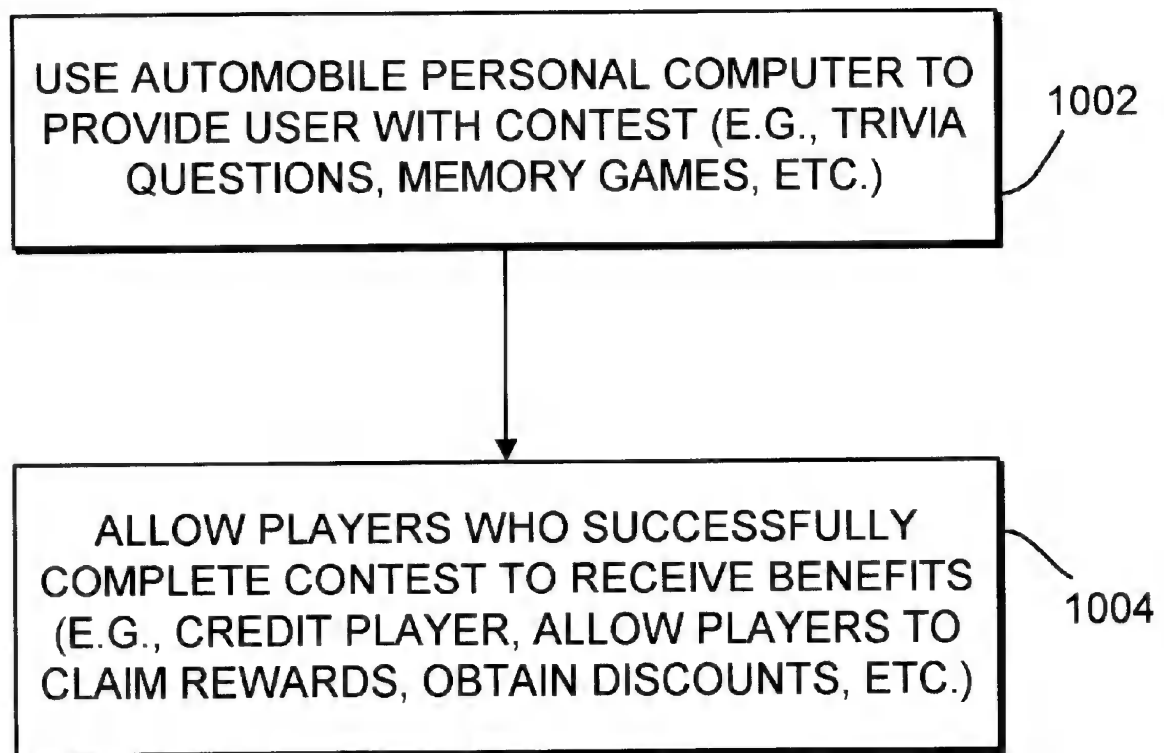 USE AUTOMOBILE PERSONAL COMPUTER TO
PROVIDE USER WITH CONTEST (E.G., TRIVIA
QUESTIONS, MEMORY GAMES, ETC.)
1002
ALLOW PLAYERS WHO SUCCESSFULLY
COMPLETE CONTEST TO RECEIVE BENEFITS
(E.G., CREDIT PLAYER, ALLOW PLAYERS TO
CLAIM REWARDS, OBTAIN DISCOUNTS, ETC.)
1004